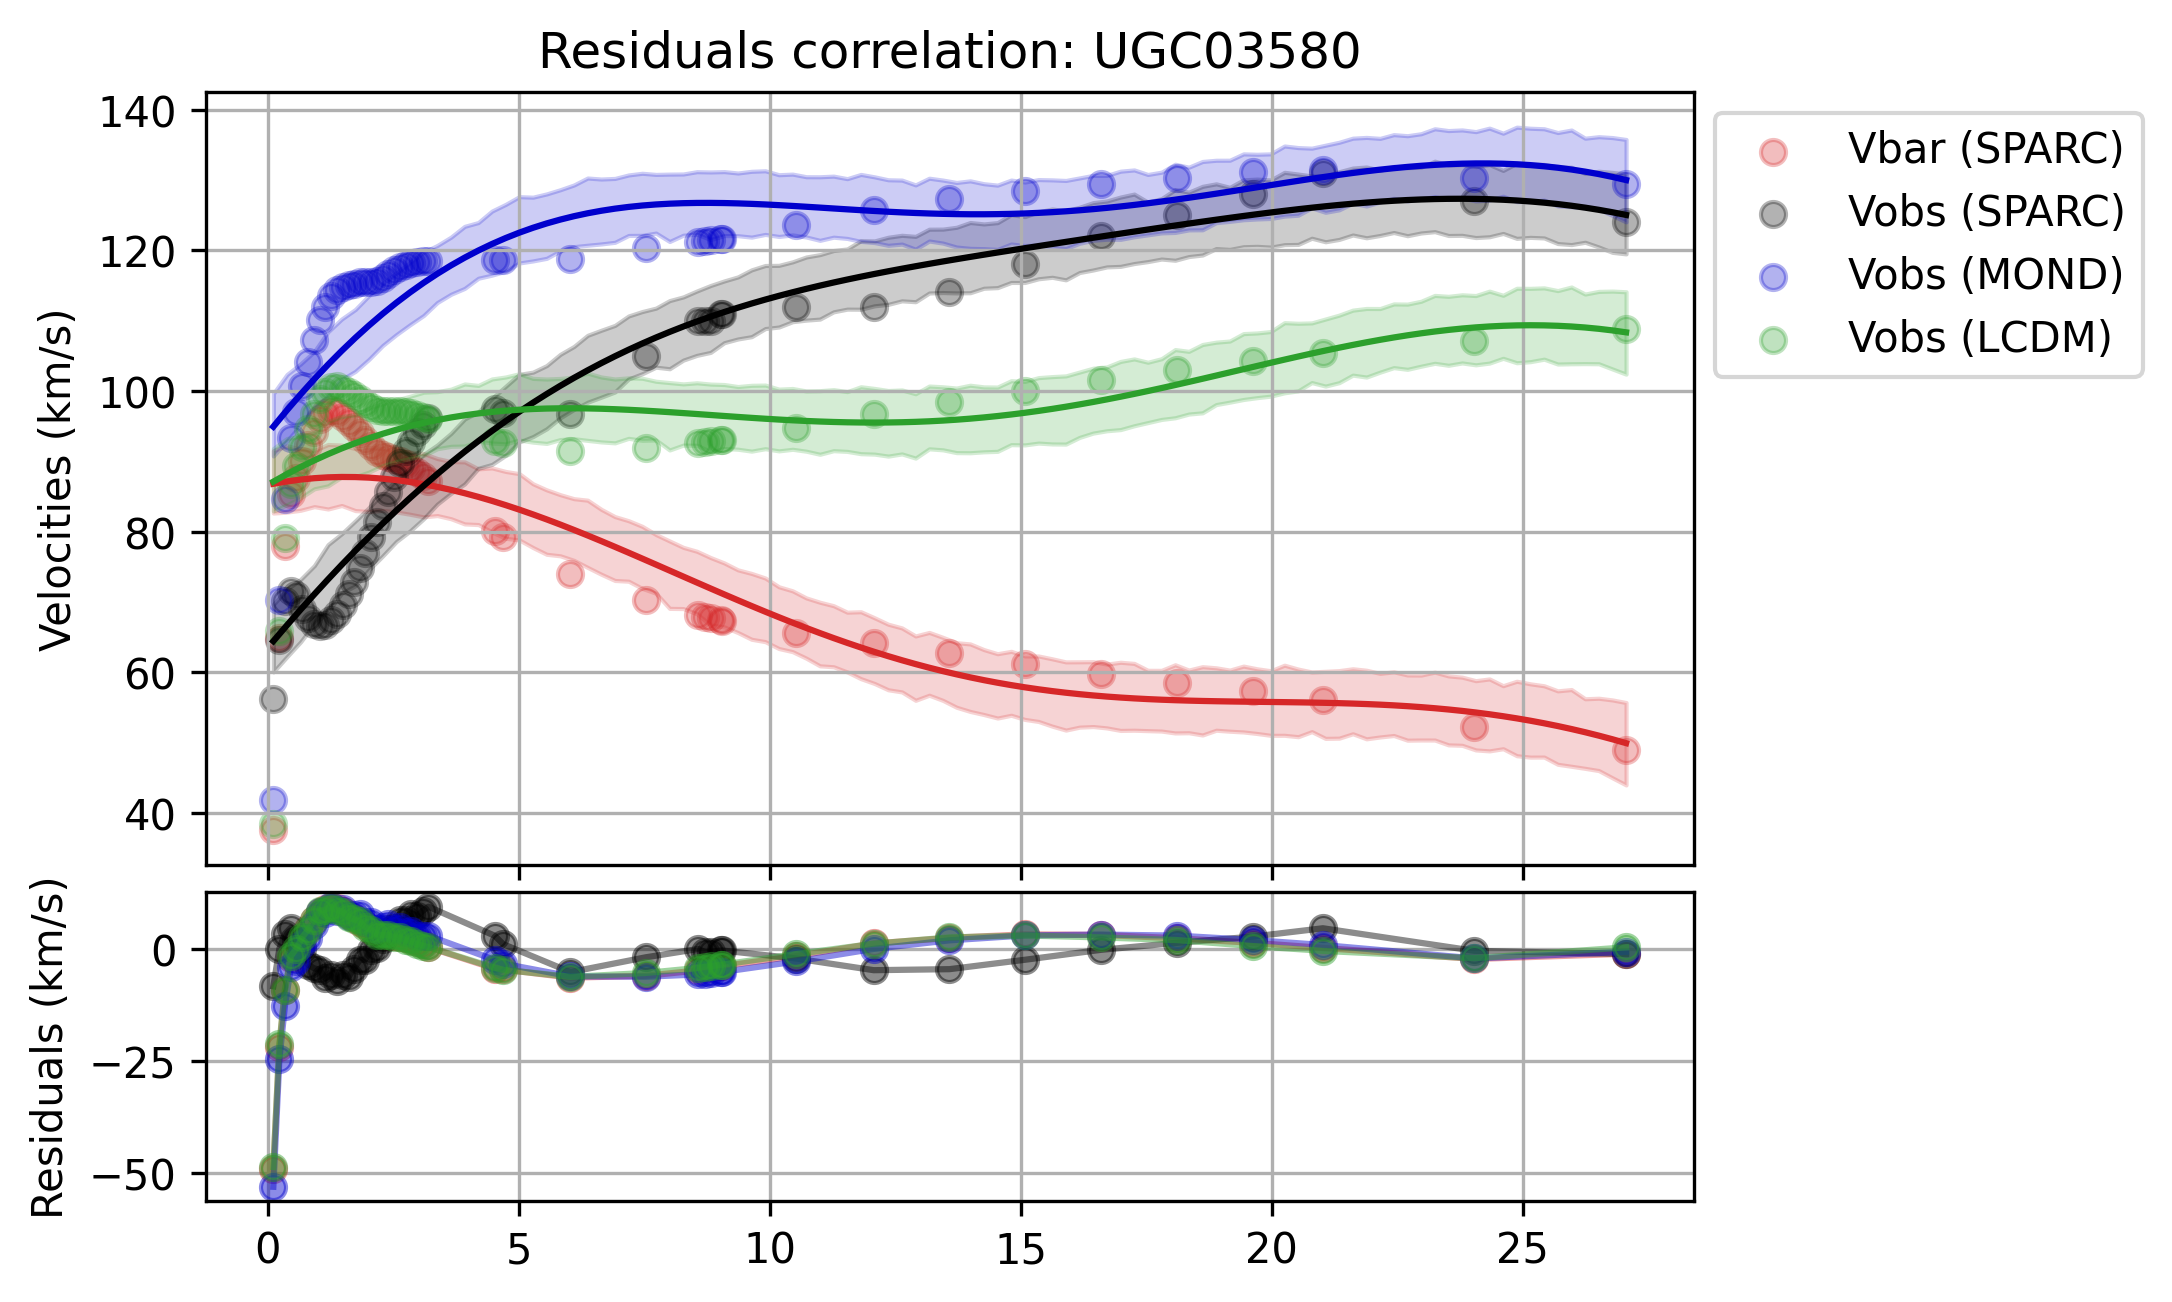 Residuals correlation: UGC03580
140
120
100
80
60
40
Velocities (km/s)
Vbar (SPARC)
Vobs (SPARC)
Vobs (MOND)
Vobs (LCDM)
0
−25
−50
Residuals (km/s)
0 5 10 15 20 25